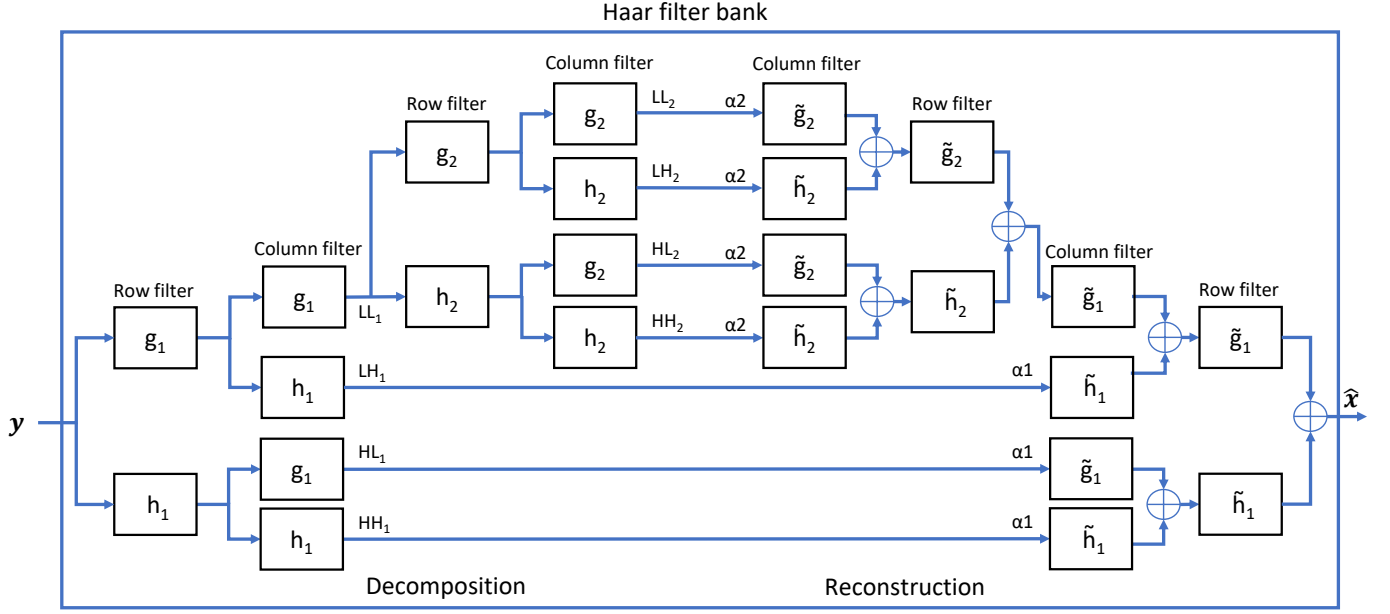 Haar filter bank
Column filter
Column filter
Row filter
Row filter
g₂
LL₂
α2
g̃₂
g₂
g̃₂
h₂
LH₂
α2
h̃₂
Column filter
g₂
HL₂
α2
g̃₂
Column filter
Row filter
g₁
LL₁
h₂
h̃₂
g̃₁
Row filter
g₁
h₂
HH₂
α2
h̃₂
g̃₁
h₁
LH₁
α1
h̃₁
y
x̂
g₁
HL₁
α1
g̃₁
h₁
h̃₁
h₁
HH₁
α1
h̃₁
Decomposition
Reconstruction